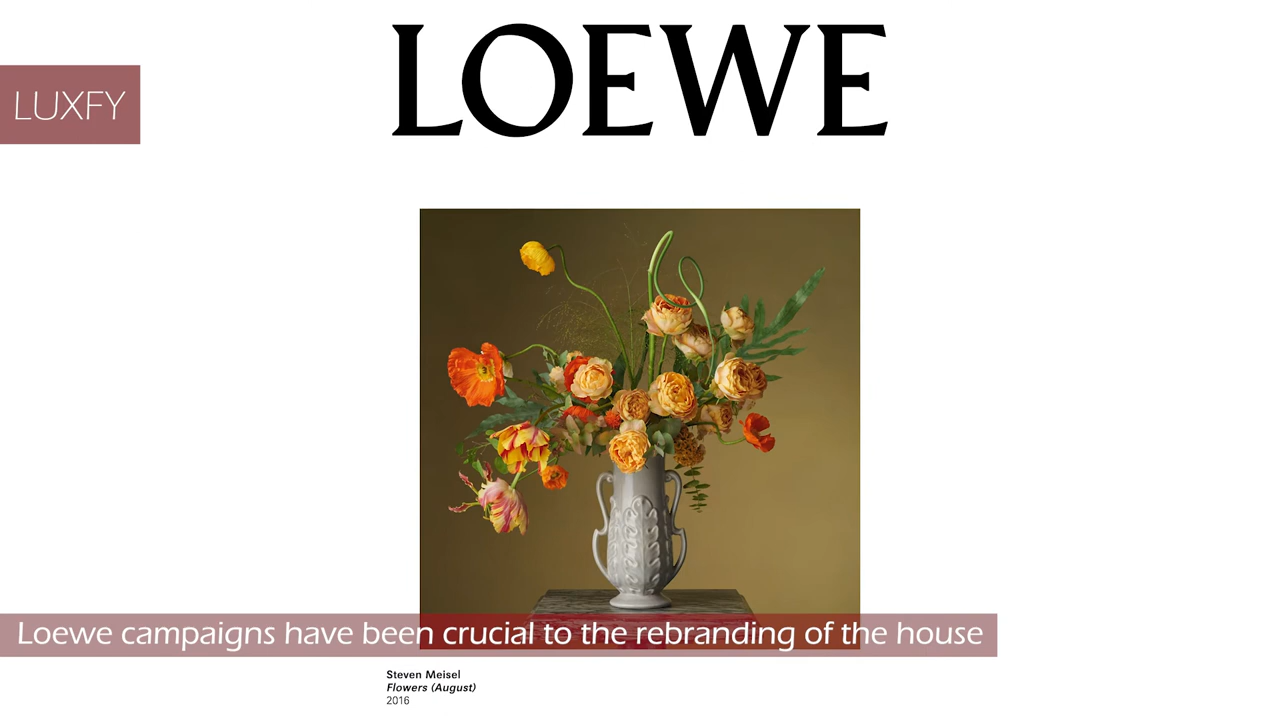 LOEWE
LUXFY
Loewe campaigns have been crucial to the rebranding of the house
Steven Meisel
Flowers (August)
2016